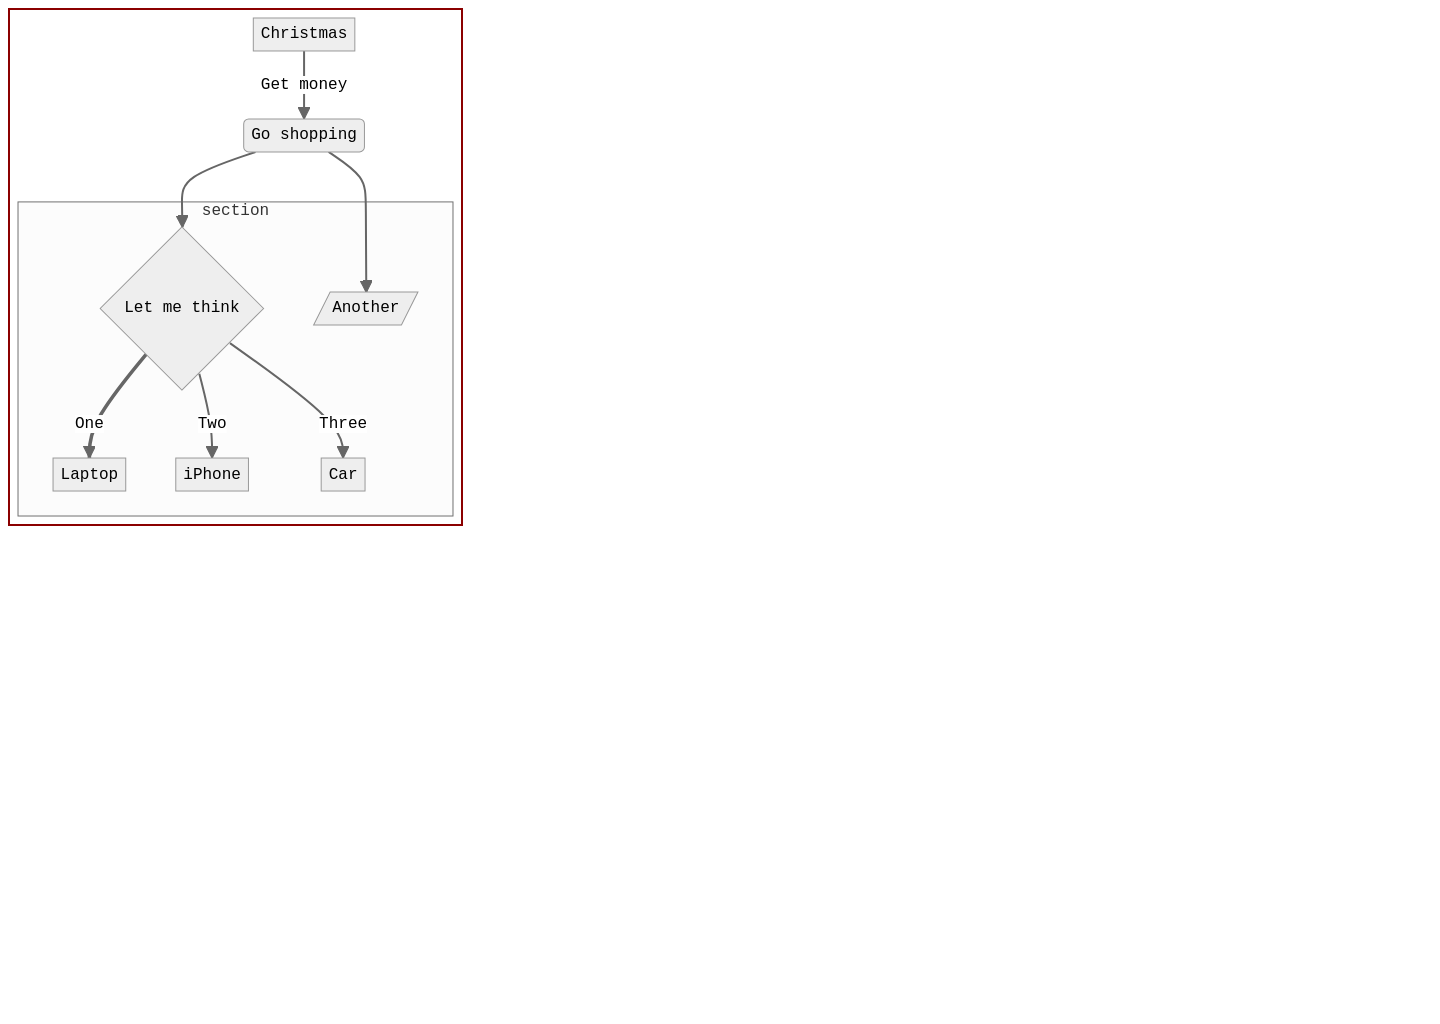 Christmas
Get money
Go shopping
section
Let me think
Another
One
Two
Three
Laptop
iPhone
Car